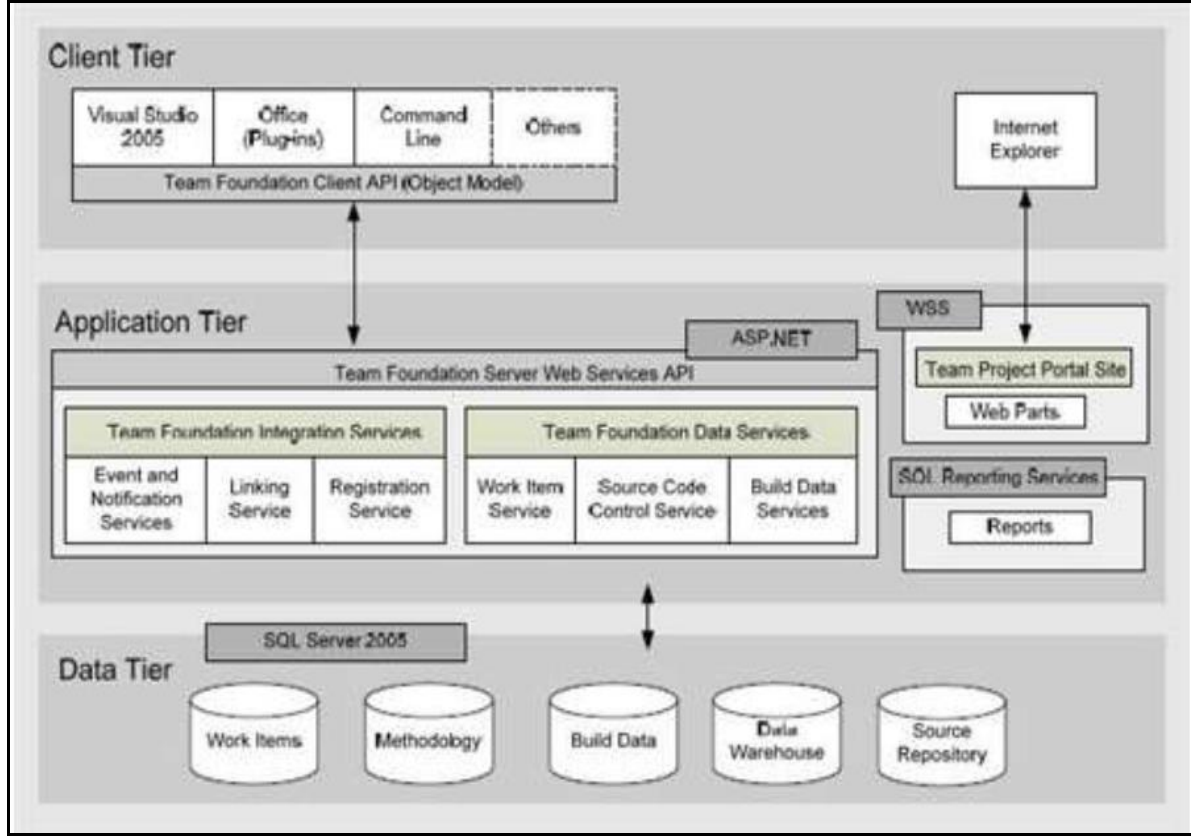 Client Tier
Visual Studio
2005
Office
(Plug-ins)
Command
Line
Others
Team Foundation Client API (Object Model)
Internet
Explorer
Application Tier
ASP.NET
Team Foundation Server Web Services API
Team Foundation Integration Services
Event and
Notification
Services
Linking
Service
Registration
Service
Team Foundation Data Services
Work Item
Service
Source Code
Control Service
Build Data
Services
WSS
Team Project Portal Site
Web Parts
SQL Reporting Services
Reports
SQL Server 2005
Data Tier
Work Items
Methodology
Build Data
Data
Warehouse
Source
Repository